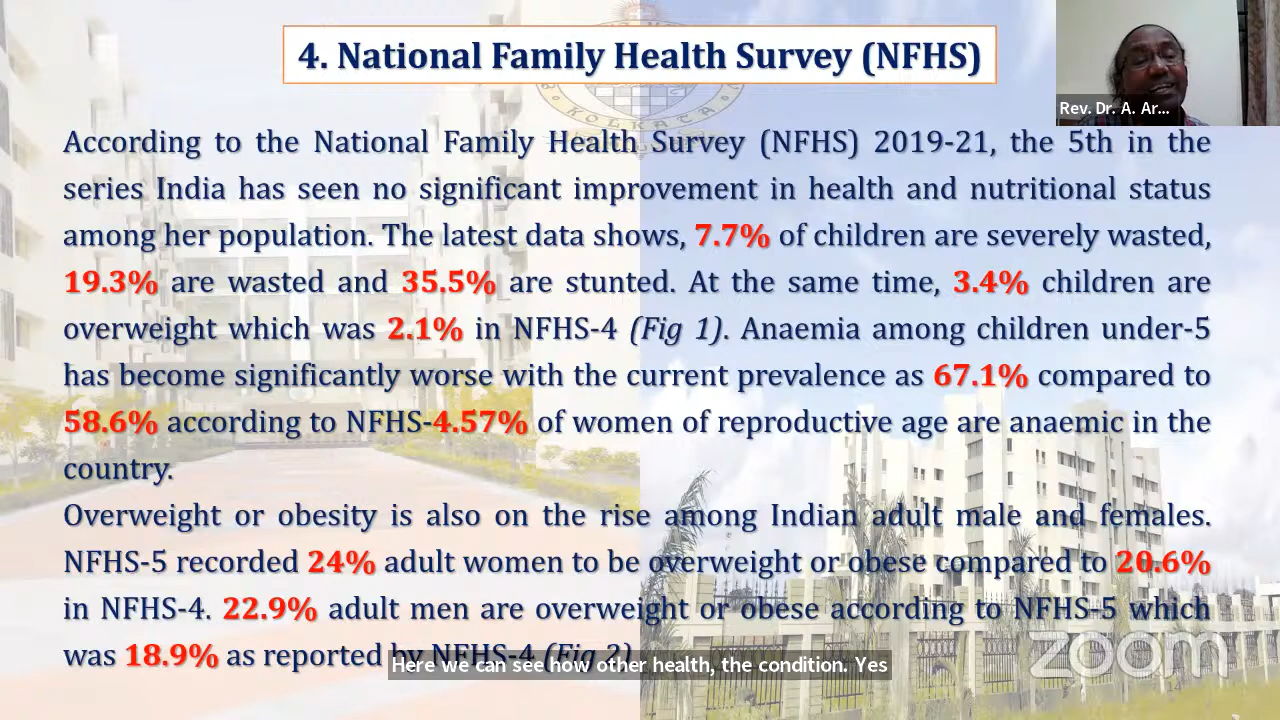 4. National Family Health Survey (NFHS)
Rev. Dr. A. Ar...
KOLKATA
According to the National Family Health Survey (NFHS) 2019-21, the 5th in the
series India has seen no significant improvement in health and nutritional status
among her population. The latest data shows, 7.7% of children are severely wasted,
19.3% are wasted and 35.5% are stunted. At the same time, 3.4% children are
overweight which was 2.1% in NFHS-4 (Fig 1). Anaemia among children under-5
has become significantly worse with the current prevalence as 67.1% compared to
58.6% according to NFHS-4.57% of women of reproductive age are anaemic in the
country.
Overweight or obesity is also on the rise among Indian adult male and females.
NFHS-5 recorded 24% adult women to be overweight or obese compared to 20.6%
in NFHS-4. 22.9% adult men are overweight or obese according to NFHS-5 which
was 18.9% as reported by NFHS-4 (Fig 2)
Here we can see how other health, the condition. Yes
zoom
14